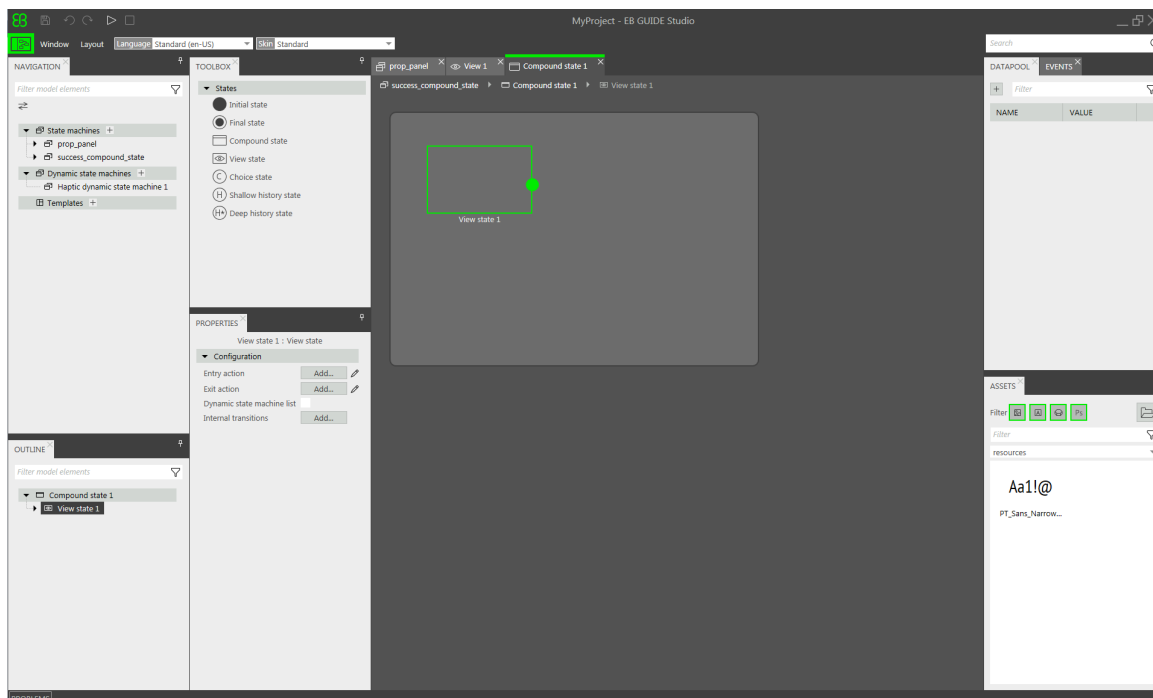 EB MyProject - EB GUIDE Studio
Window Layout Language Standard (en-US) Skin Standard
Search
NAVIGATION
Filter model elements
State machines +
prop_panel
success_compound_state
Dynamic state machines +
Haptic dynamic state machine 1
Templates +
OUTLINE
Filter model elements
Compound state 1
View state 1
TOOLBOX
States
Initial state
Final state
Compound state
View state
C Choice state
H Shallow history state
H* Deep history state
PROPERTIES
View state 1 : View state
Configuration
Entry action Add...
Exit action Add...
Dynamic state machine list
Internal transitions Add...
prop_panel View 1 Compound state 1
success_compound_state Compound state 1 View state 1
View state 1
DATAPOOL EVENTS
+ Filter
NAME VALUE
ASSETS
Filter A Ps
Filter
resources
Aa1!@
PT_Sans_Narrow...
PROBLEMS